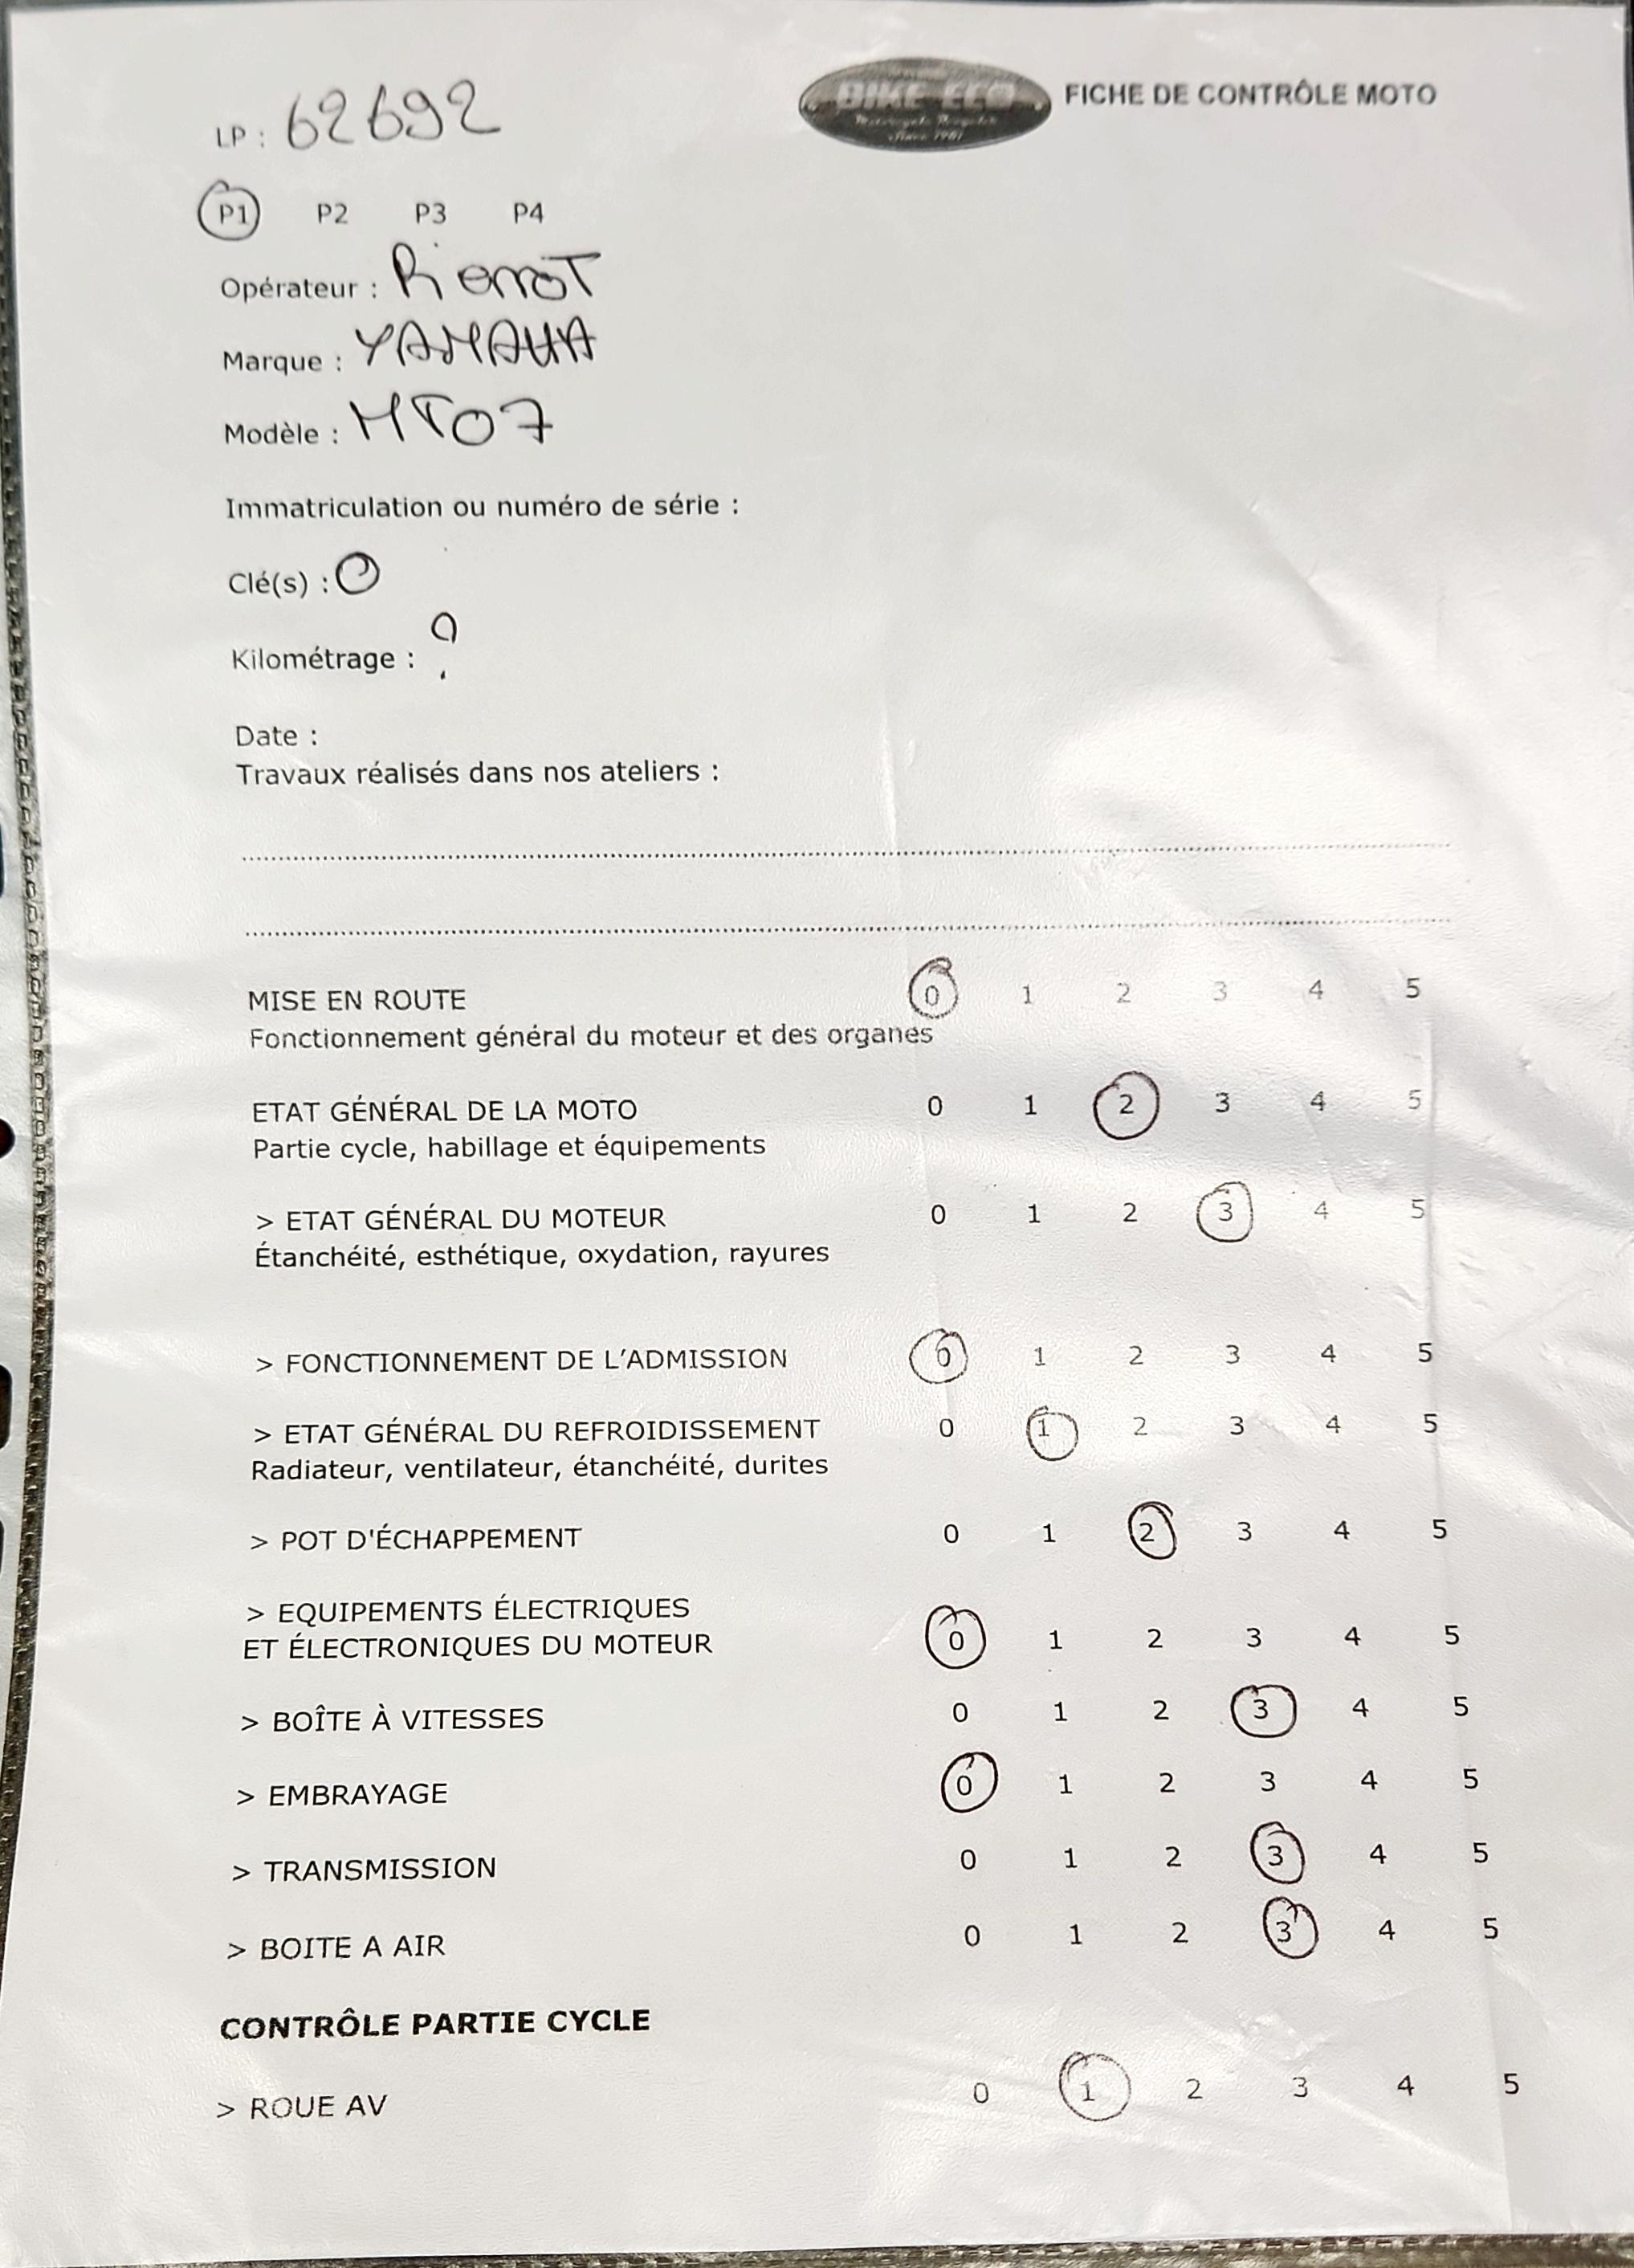 LP : 62692
BIKE ECO
FICHE DE CONTRÔLE MOTO
P1 P2 P3 P4
Opérateur : Pierrot
Marque : YAMAHA
Modèle : MT07
Immatriculation ou numéro de série :
Clé(s) : 0
Kilométrage : ?
Date :
Travaux réalisés dans nos ateliers :
MISE EN ROUTE 0 1 2 3 4 5
Fonctionnement général du moteur et des organes
ETAT GÉNÉRAL DE LA MOTO 0 1 2 3 4 5
Partie cycle, habillage et équipements
> ETAT GÉNÉRAL DU MOTEUR 0 1 2 3 4 5
Étanchéité, esthétique, oxydation, rayures
> FONCTIONNEMENT DE L'ADMISSION 0 1 2 3 4 5
> ETAT GÉNÉRAL DU REFROIDISSEMENT 0 1 2 3 4 5
Radiateur, ventilateur, étanchéité, durites
> POT D'ÉCHAPPEMENT 0 1 2 3 4 5
> EQUIPEMENTS ÉLECTRIQUES
ET ÉLECTRONIQUES DU MOTEUR 0 1 2 3 4 5
> BOÎTE À VITESSES 0 1 2 3 4 5
> EMBRAYAGE 0 1 2 3 4 5
> TRANSMISSION 0 1 2 3 4 5
> BOITE A AIR 0 1 2 3 4 5
CONTRÔLE PARTIE CYCLE
> ROUE AV 0 1 2 3 4 5